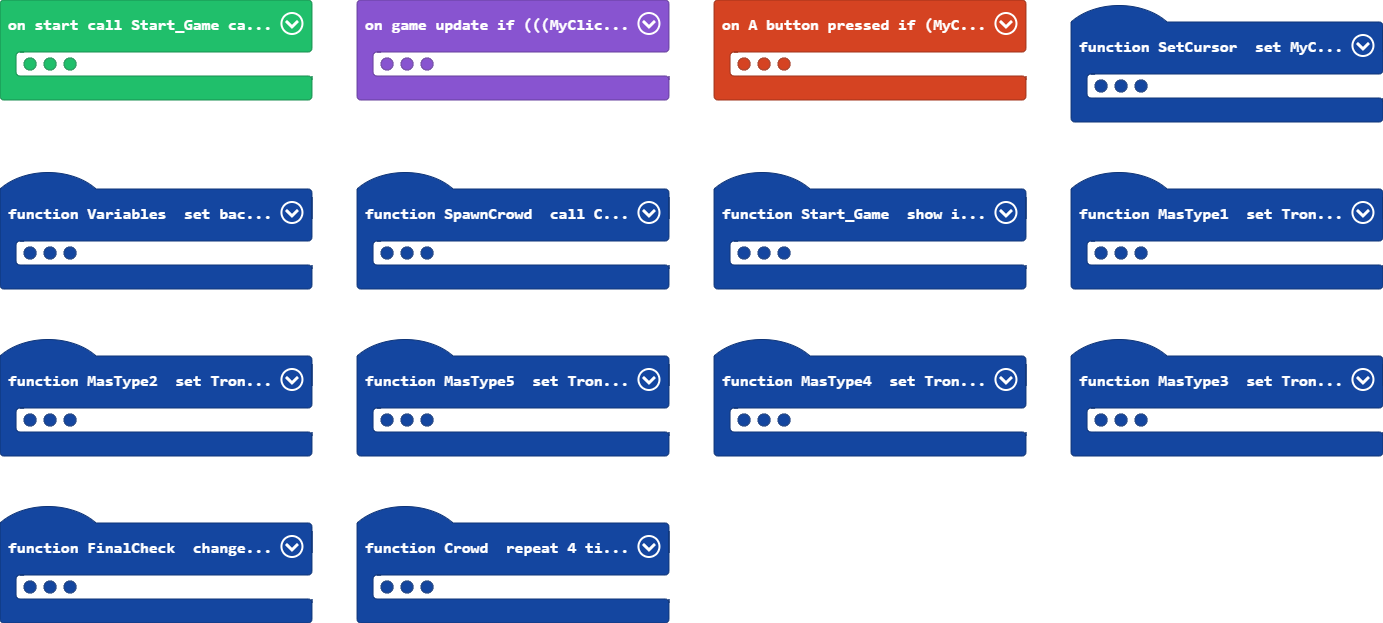 on start call Start_Game ca...
on game update if (((MyClic...
on A button pressed if (MyC...
function SetCursor  set MyC...
function Variables  set bac...
function SpawnCrowd  call C...
function Start_Game  show i...
function MasType1  set Tron...
function MasType2  set Tron...
function MasType5  set Tron...
function MasType4  set Tron...
function MasType3  set Tron...
function FinalCheck  change...
function Crowd  repeat 4 ti...